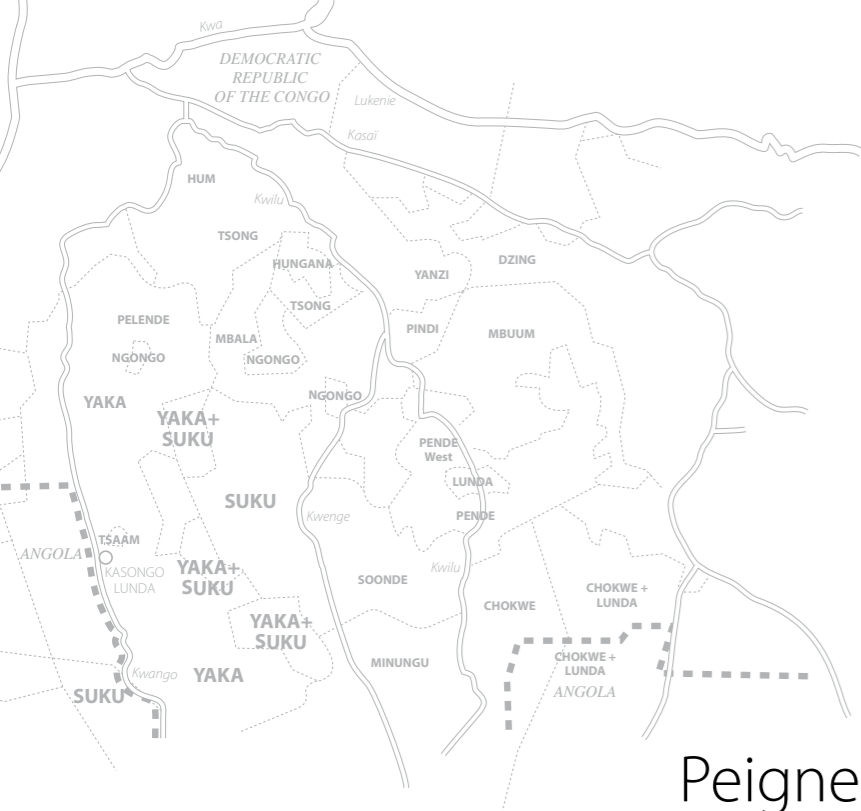 Kwa
DEMOCRATIC
REPUBLIC
OF THE CONGO
Lukenie
Kasaï
HUM
Kwilu
TSONG
HUNGANA
YANZI
DZING
TSONG
PELENDE
MBALA
PINDI
MBUUM
NGONGO
NGONGO
NGONGO
YAKA
YAKA+
SUKU
PENDE
West
LUNDA
SUKU
Kwenge
PENDE
TSAAM
ANGOLA
KASONGO
LUNDA
YAKA+
SUKU
SOONDE
Kwilu
CHOKWE
CHOKWE +
LUNDA
YAKA+
SUKU
MINUNGU
CHOKWE +
LUNDA
ANGOLA
Kwango
YAKA
SUKU
Peigne